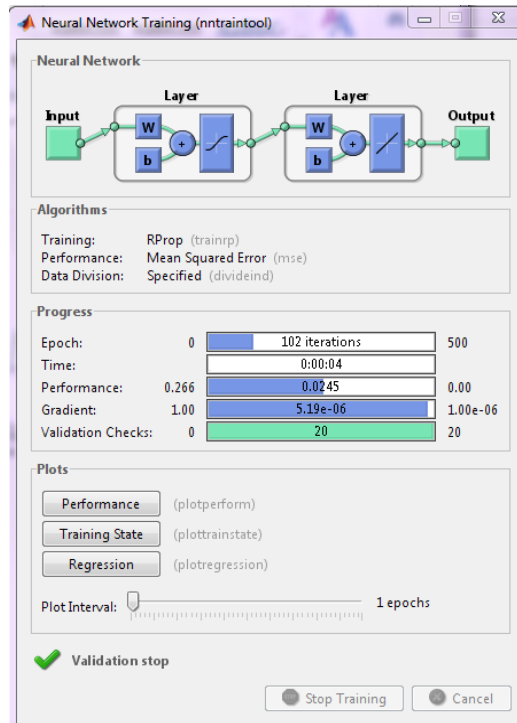 Neural Network Training (nntraintool)
Neural Network
Layer Layer
Input Output
W W
+ +
b b
Algorithms
Training: RProp (trainrp)
Performance: Mean Squared Error (mse)
Data Division: Specified (divideind)
Progress
Epoch: 0 102 iterations 500
Time: 0:00:04
Performance: 0.266 0.0245 0.00
Gradient: 1.00 5.19e-06 1.00e-06
Validation Checks: 0 20 20
Plots
Performance (plotperform)
Training State (plottrainstate)
Regression (plotregression)
Plot Interval: 1 epochs
Validation stop
Stop Training Cancel